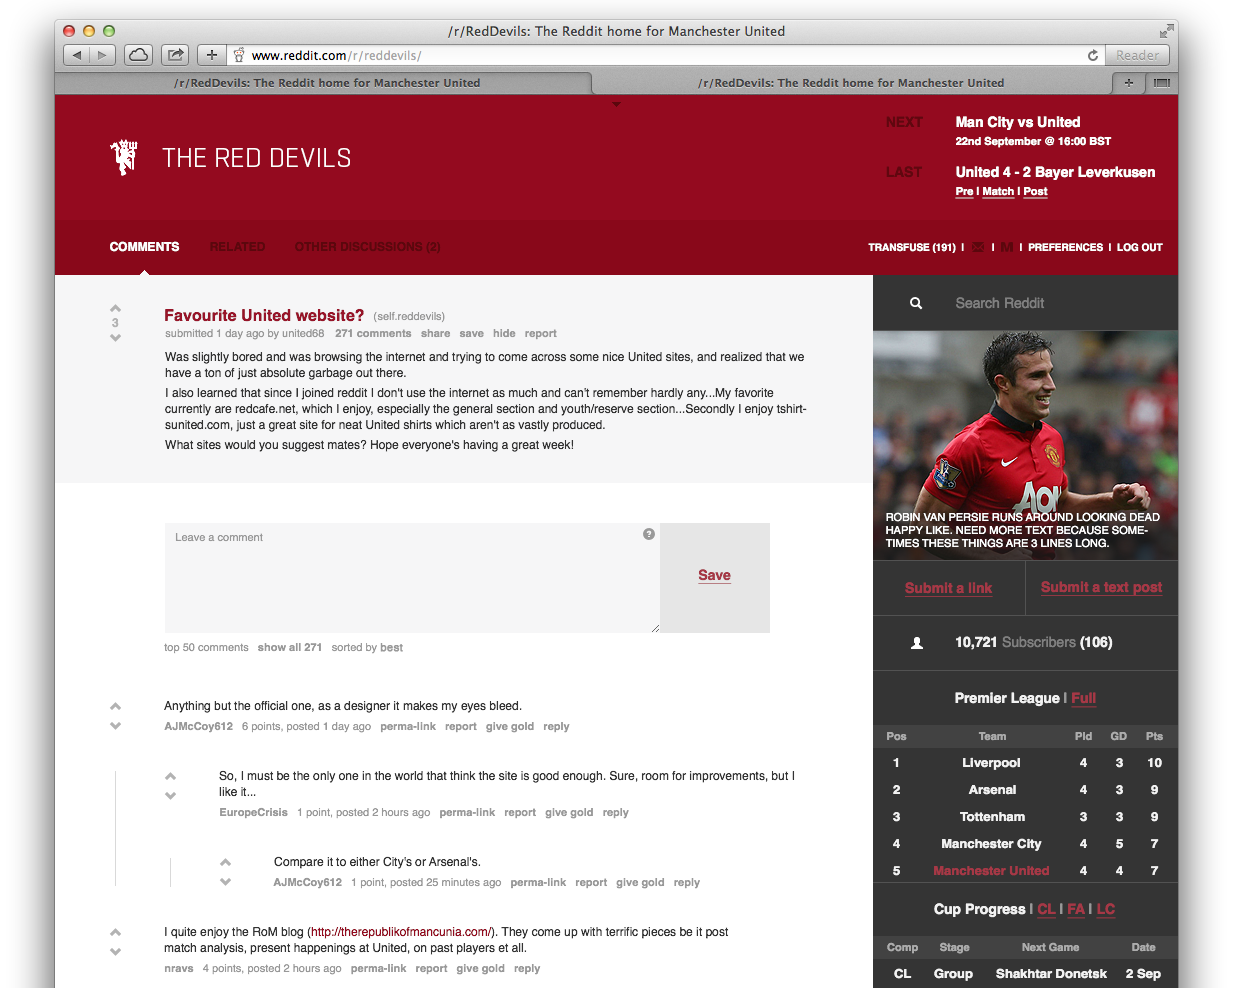 /r/RedDevils: The Reddit home for Manchester United
www.reddit.com/r/reddevils/
Reader
/r/RedDevils: The Reddit home for Manchester United
/r/RedDevils: The Reddit home for Manchester United
THE RED DEVILS
NEXT Man City vs United
22nd September @ 16:00 BST
LAST United 4 - 2 Bayer Leverkusen
Pre | Match | Post
COMMENTS RELATED OTHER DISCUSSIONS (2)
TRANSFUSE (191) | | M | PREFERENCES | LOG OUT
3
Favourite United website? (self.reddevils)
submitted 1 day ago by united68 271 comments share save hide report
Was slightly bored and was browsing the internet and trying to come across some nice United sites, and realized that we
have a ton of just absolute garbage out there.
I also learned that since I joined reddit I don't use the internet as much and can't remember hardly any...My favorite
currently are redcafe.net, which I enjoy, especially the general section and youth/reserve section...Secondly I enjoy tshirt-
sunited.com, just a great site for neat United shirts which aren't as vastly produced.
What sites would you suggest mates? Hope everyone's having a great week!
Leave a comment
?
Save
top 50 comments show all 271 sorted by best
Anything but the official one, as a designer it makes my eyes bleed.
AJMcCoy612 6 points, posted 1 day ago perma-link report give gold reply
So, I must be the only one in the world that think the site is good enough. Sure, room for improvements, but I
like it...
EuropeCrisis 1 point, posted 2 hours ago perma-link report give gold reply
Compare it to either City's or Arsenal's.
AJMcCoy612 1 point, posted 25 minutes ago perma-link report give gold reply
I quite enjoy the RoM blog (http://therepublikofmancunia.com/). They come up with terrific pieces be it post
match analysis, present happenings at United, on past players et all.
nravs 4 points, posted 2 hours ago perma-link report give gold reply
Search Reddit
AON
ROBIN VAN PERSIE RUNS AROUND LOOKING DEAD
HAPPY LIKE. NEED MORE TEXT BECAUSE SOME-
TIMES THESE THINGS ARE 3 LINES LONG.
Submit a link Submit a text post
10,721 Subscribers (106)
Premier League | Full
Pos Team Pld GD Pts
1 Liverpool 4 3 10
2 Arsenal 4 3 9
3 Tottenham 3 3 9
4 Manchester City 4 5 7
5 Manchester United 4 4 7
Cup Progress | CL | FA | LC
Comp Stage Next Game Date
CL Group Shakhtar Donetsk 2 Sep